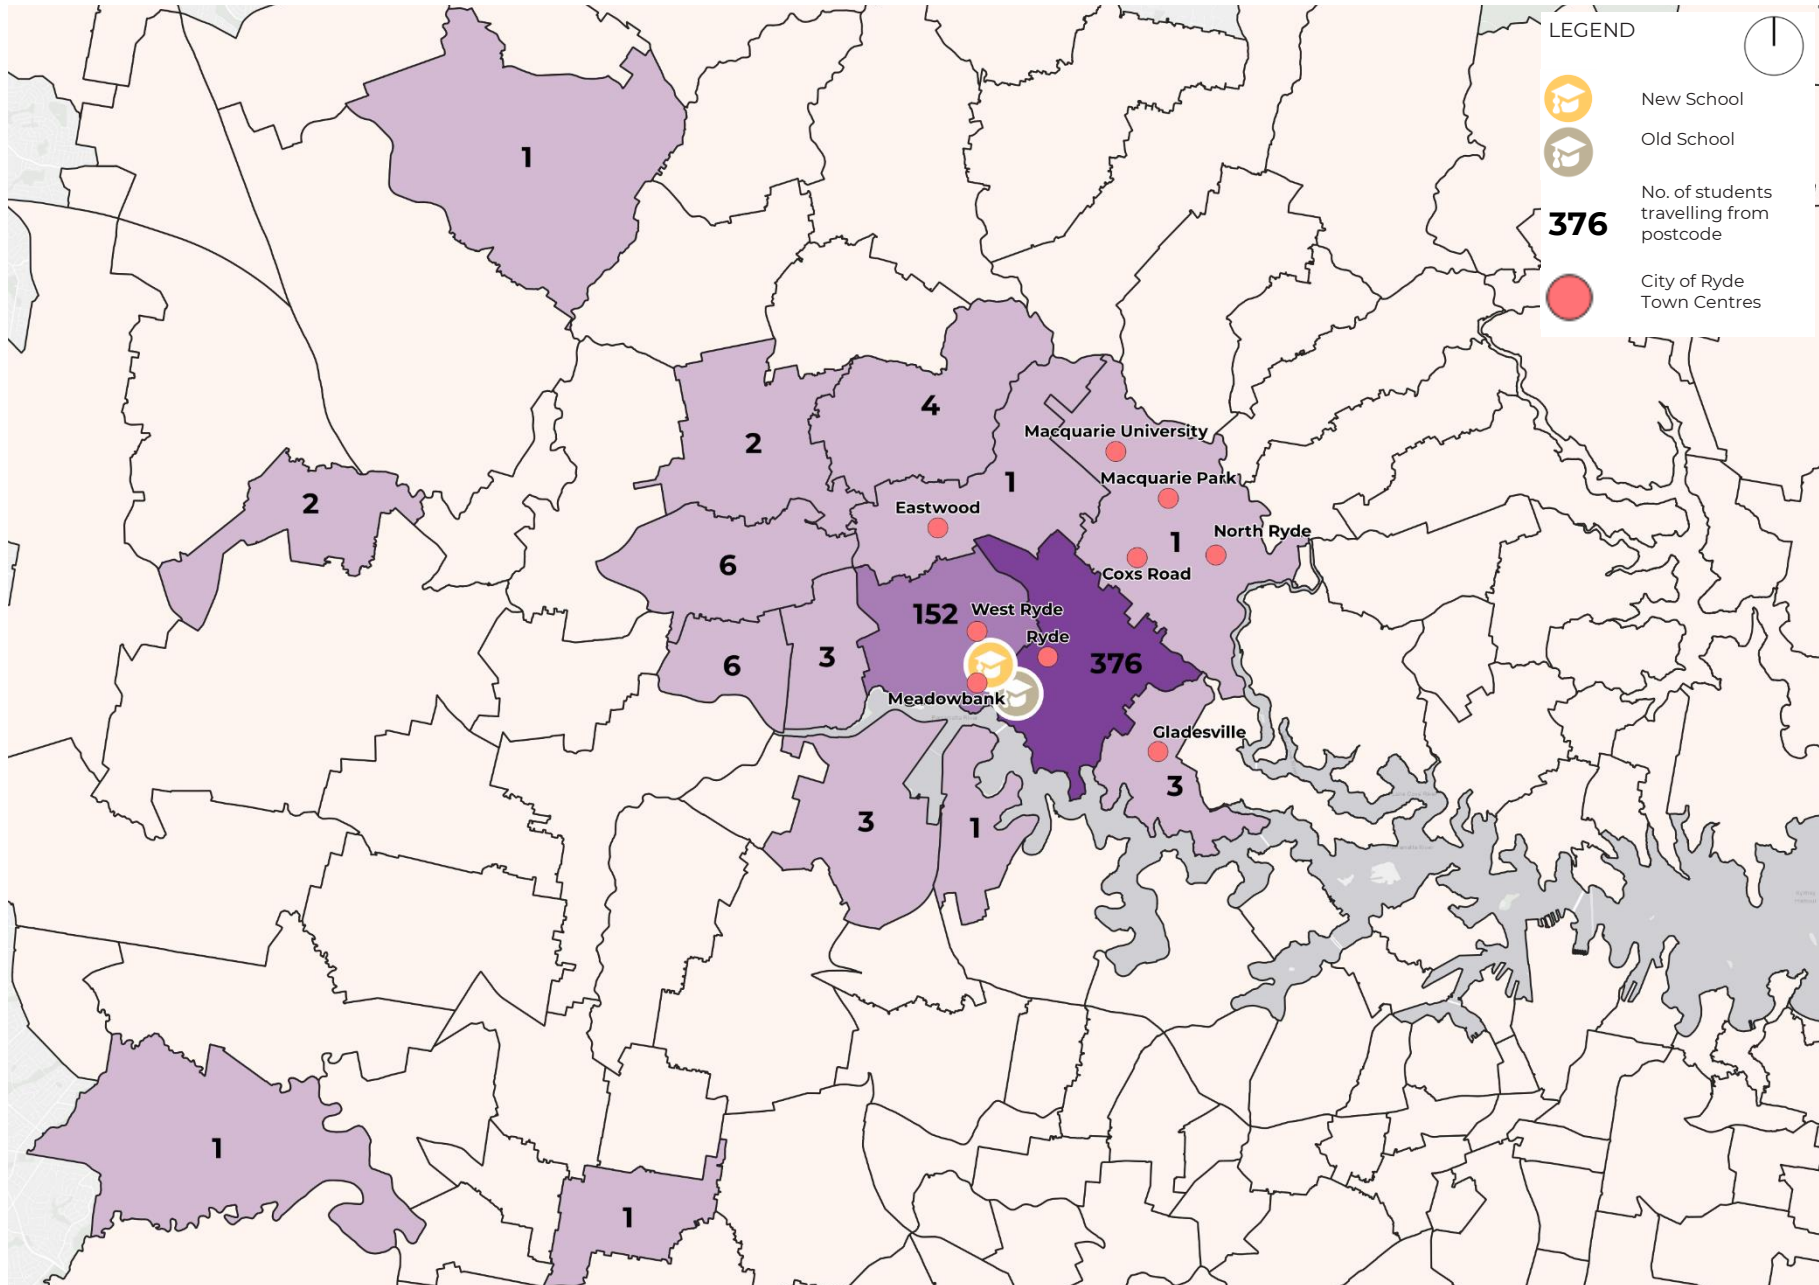 LEGEND
New School
Old School
376
No. of students
travelling from
postcode
City of Ryde
Town Centres
1
2
4
Macquarie University
1
Macquarie Park
2
Eastwood
1
North Ryde
6
Coxs Road
152
West Ryde
Ryde
6
3
376
Meadowbank
Gladesville
3
3
1
1
1